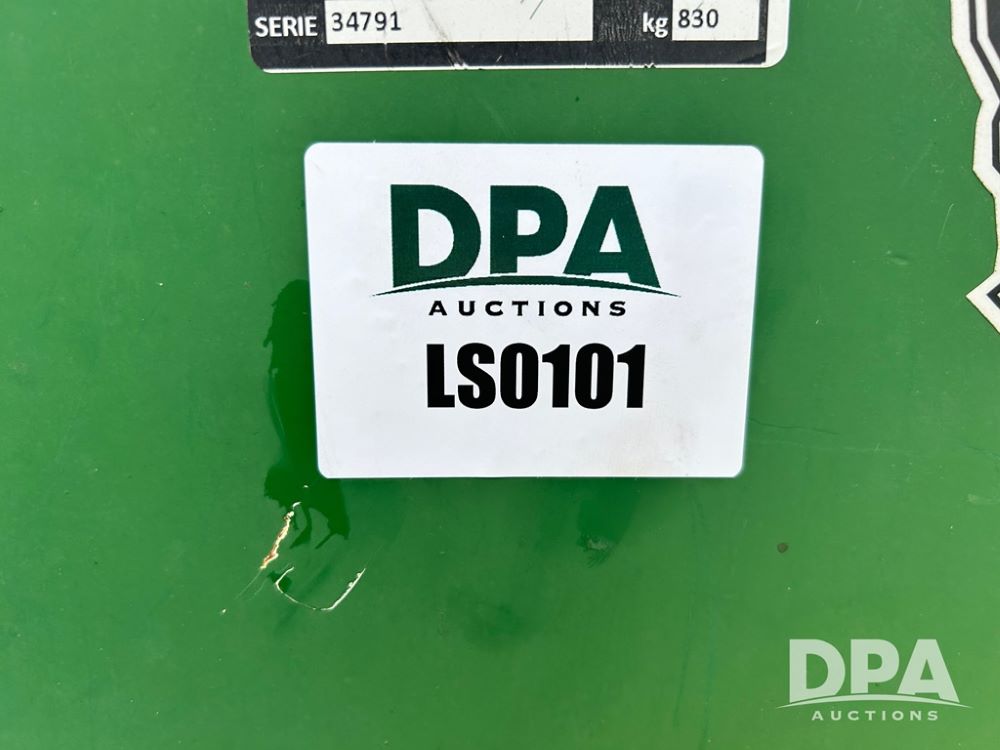 SERIE 34791 kg 830
DPA
AUCTIONS
LS0101
DPA
AUCTIONS